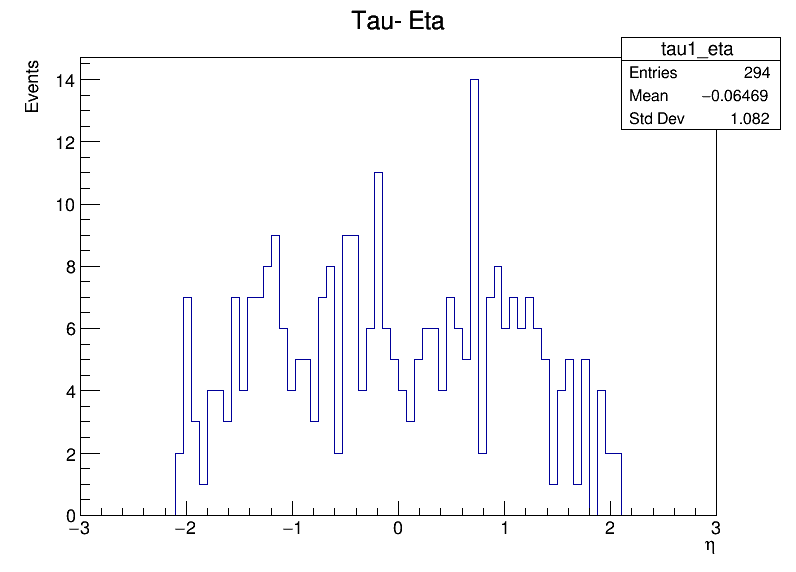 Tau- Eta
tau1_eta
Entries 294
Mean −0.06469
Std Dev 1.082
Events
14
12
10
8
6
4
2
0
−3 −2 −1 0 1 2 3
η